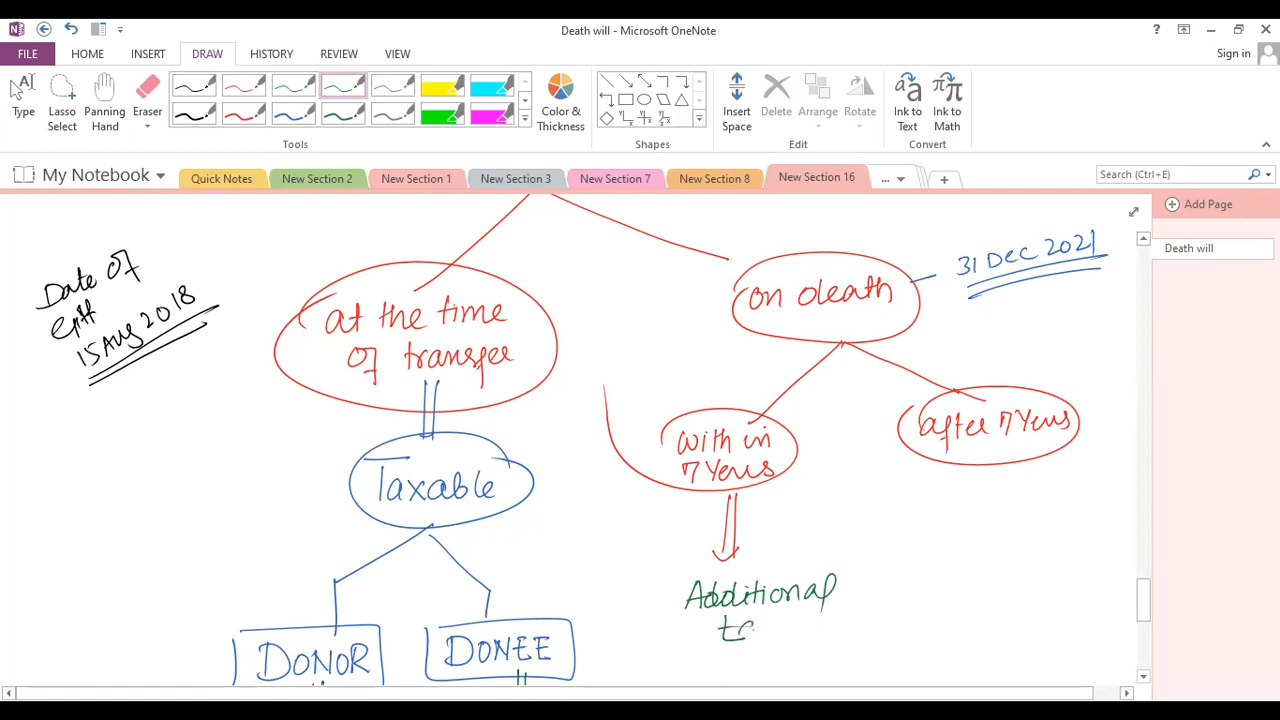 Death will - Microsoft OneNote
FILE HOME INSERT DRAW HISTORY REVIEW VIEW
Sign in
Type
Lasso Select
Panning Hand
Eraser
Color & Thickness
Insert Space
Delete
Arrange
Rotate
Ink to Text
Ink to Math
Tools
Shapes
Edit
Convert
My Notebook
Quick Notes New Section 2 New Section 1 New Section 3 New Section 7 New Section 8 New Section 16 ...
Search (Ctrl+E)
Add Page
Death will
Date Of
15 Aug 2018
at the time
of transfer
on death
31 Dec 2021
with in
7 Years
after 7 Years
Taxable
DONOR
DONEE
Additional